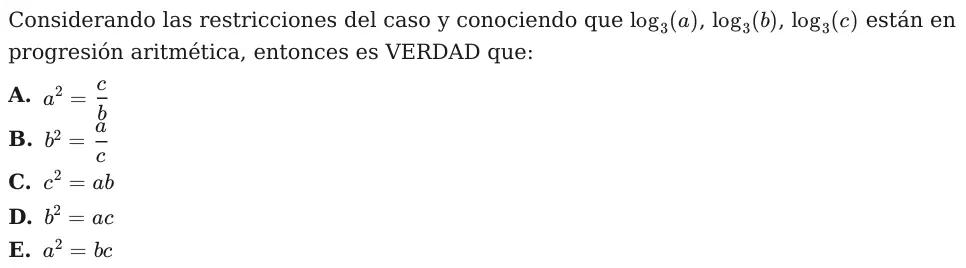 Considerando las restricciones del caso y conociendo que log₃(a), log₃(b), log₃(c) están en
progresión aritmética, entonces es VERDAD que:
A. a² = c/b
B. b² = a/c
C. c² = ab
D. b² = ac
E. a² = bc